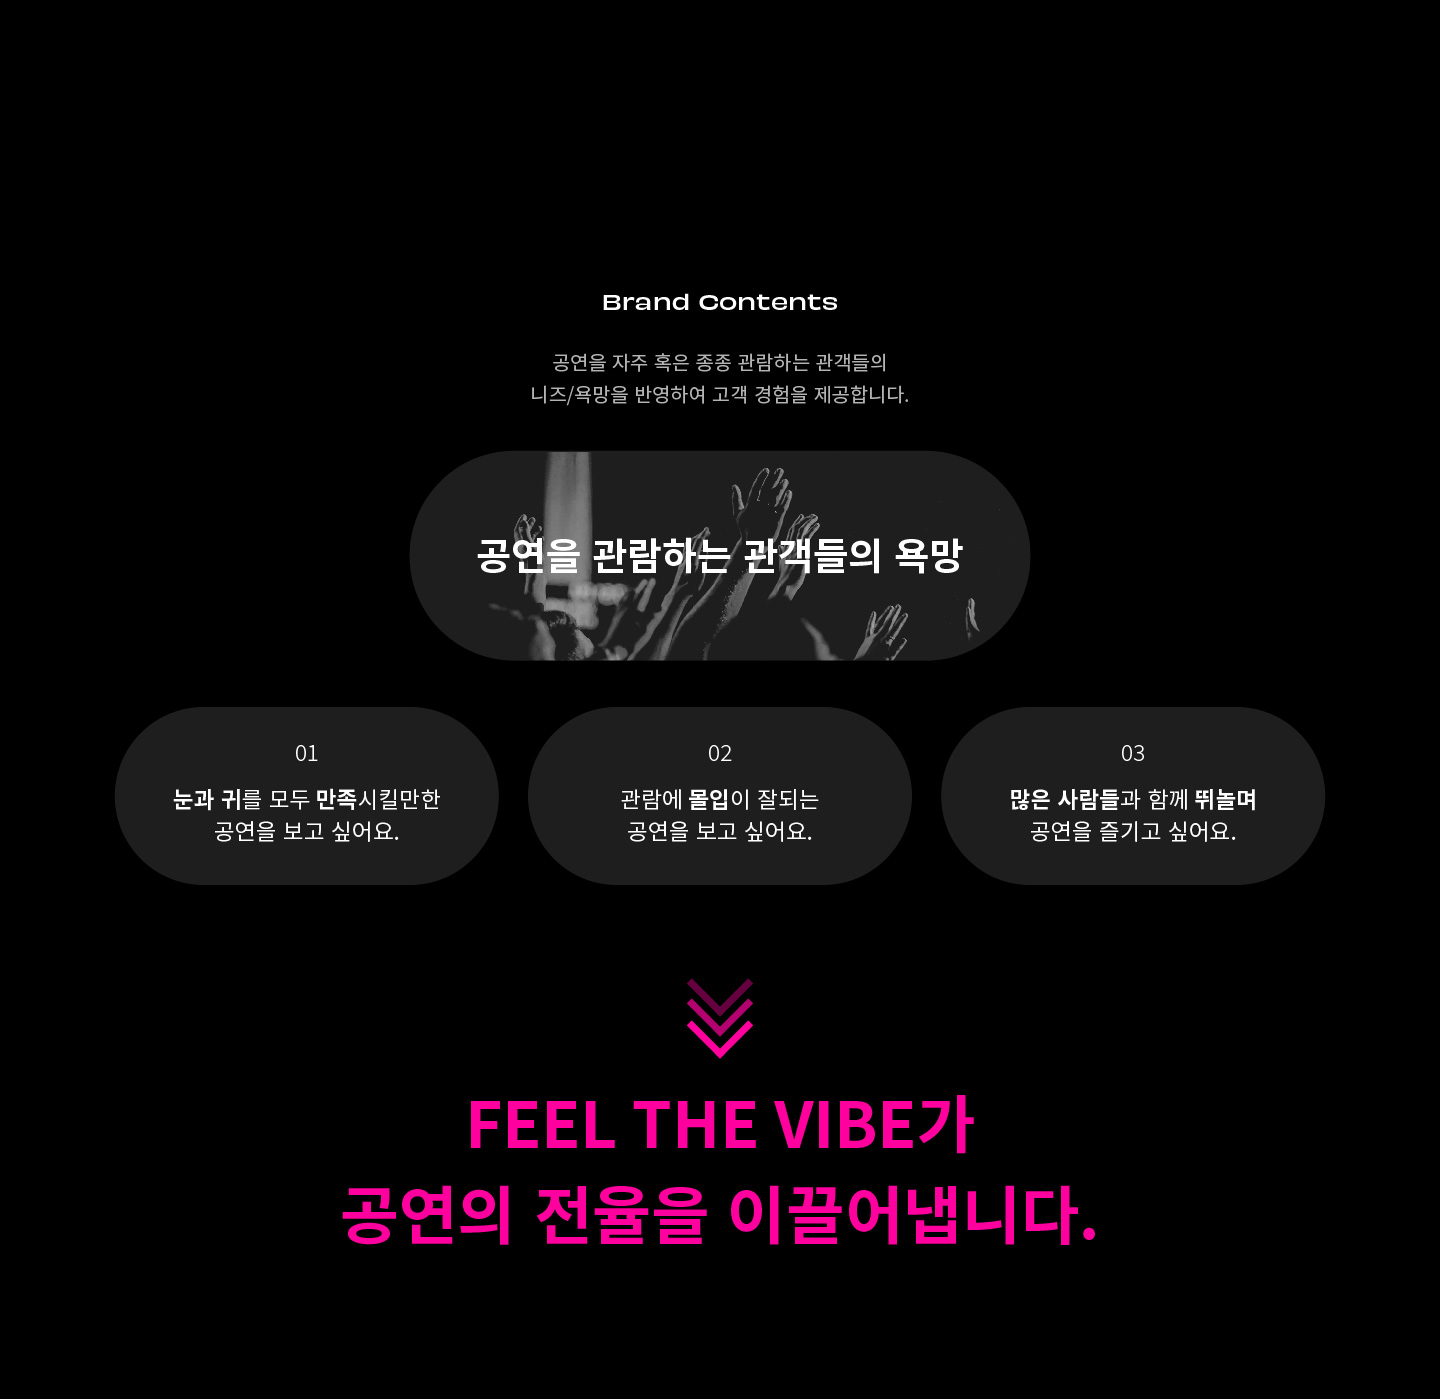 Brand Contents
공연을 자주 혹은 종종 관람하는 관객들의
니즈/욕망을 반영하여 고객 경험을 제공합니다.
공연을 관람하는 관객들의 욕망
01
눈과 귀를 모두 만족시킬만한
공연을 보고 싶어요.
02
관람에 몰입이 잘되는
공연을 보고 싶어요.
03
많은 사람들과 함께 뛰놀며
공연을 즐기고 싶어요.
FEEL THE VIBE가
공연의 전율을 이끌어냅니다.